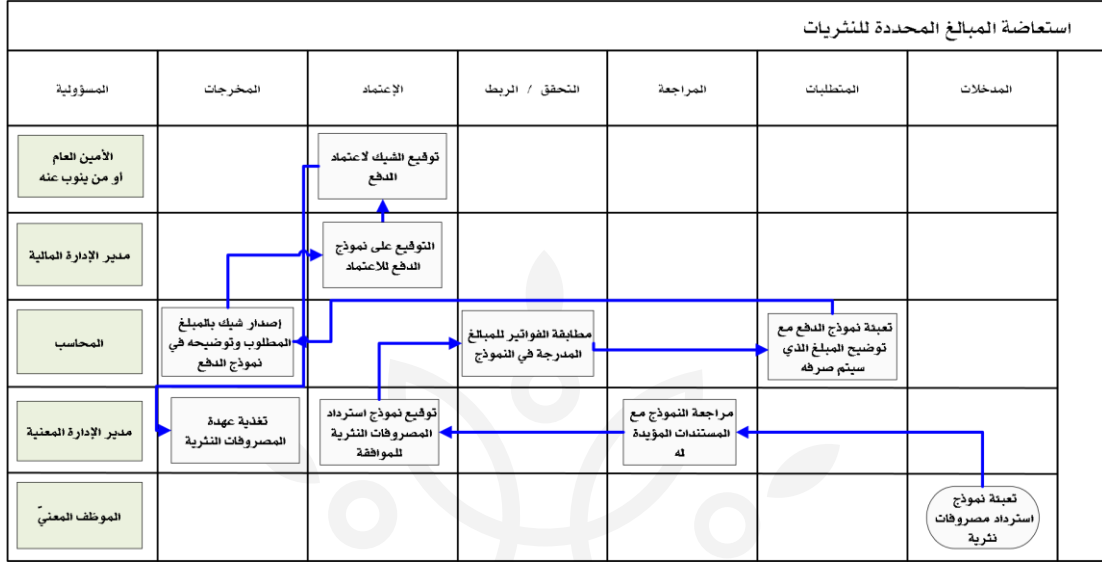 استعاضة المبالغ المحددة للنثريات
المدخلات
المتطلبات
المراجعة
التحقق / الربط
الإعتماد
المخرجات
المسؤولية
توقيع الشيك لاعتماد
الدفع
الأمين العام
او من ينوب عنه
التوقيع على نموذج
الدفع للاعتماد
مدير الإدارة المالية
تعبئة نموذج الدفع مع
توضيح المبلغ الذي
سيتم صرفه
مطابقة الفواتير للمبالغ
المدرجة في النموذج
إصدار شيك بالمبلغ
المطلوب وتوضيحه في
نموذج الدفع
المحاسب
مراجعة النموذج مع
المستندات المؤيدة
له
توقيع نموذج استرداد
المصروفات النثرية
للموافقة
تغذية عهدة
المصروفات النثرية
مدير الإدارة المعنية
تعبئة نموذج
استرداد مصروفات
نثرية
الموظف المعنيّ